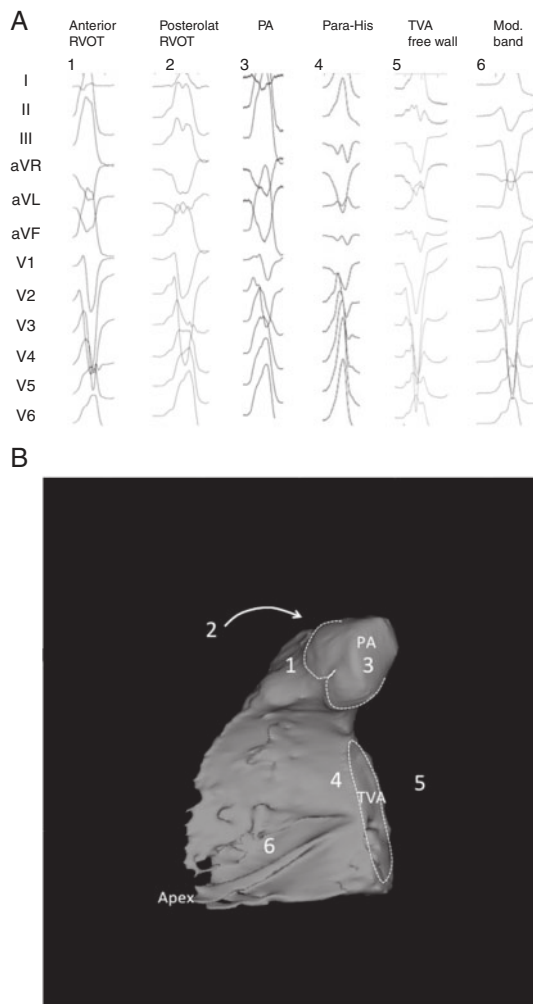 A
Anterior RVOT
Posterolat RVOT
PA
Para-His
TVA free wall
Mod. band
1 2 3 4 5 6
I
II
III
aVR
aVL
aVF
V1
V2
V3
V4
V5
V6
B
2
PA
1 3
4 5
TVA
6
Apex